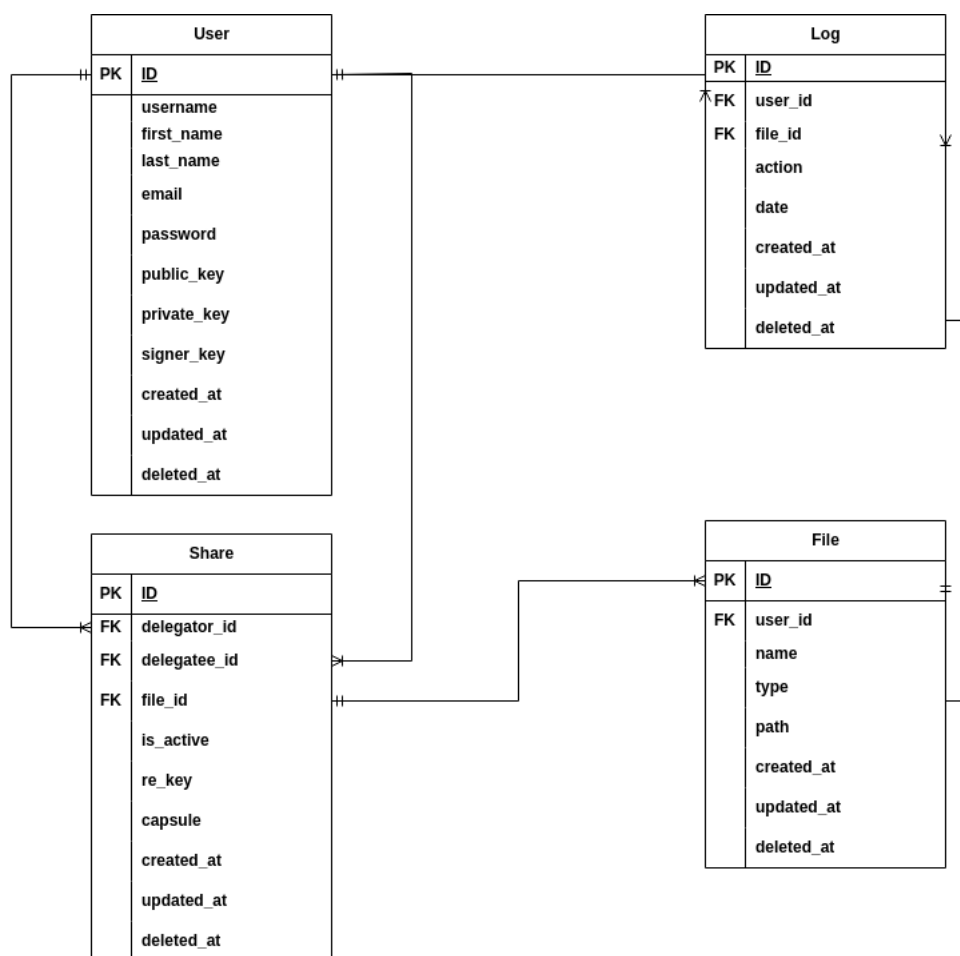 User
PK ID
username
first_name
last_name
email
password
public_key
private_key
signer_key
created_at
updated_at
deleted_at
Log
PK ID
FK user_id
FK file_id
action
date
created_at
updated_at
deleted_at
Share
PK ID
FK delegator_id
FK delegatee_id
FK file_id
is_active
re_key
capsule
created_at
updated_at
deleted_at
File
PK ID
FK user_id
name
type
path
created_at
updated_at
deleted_at